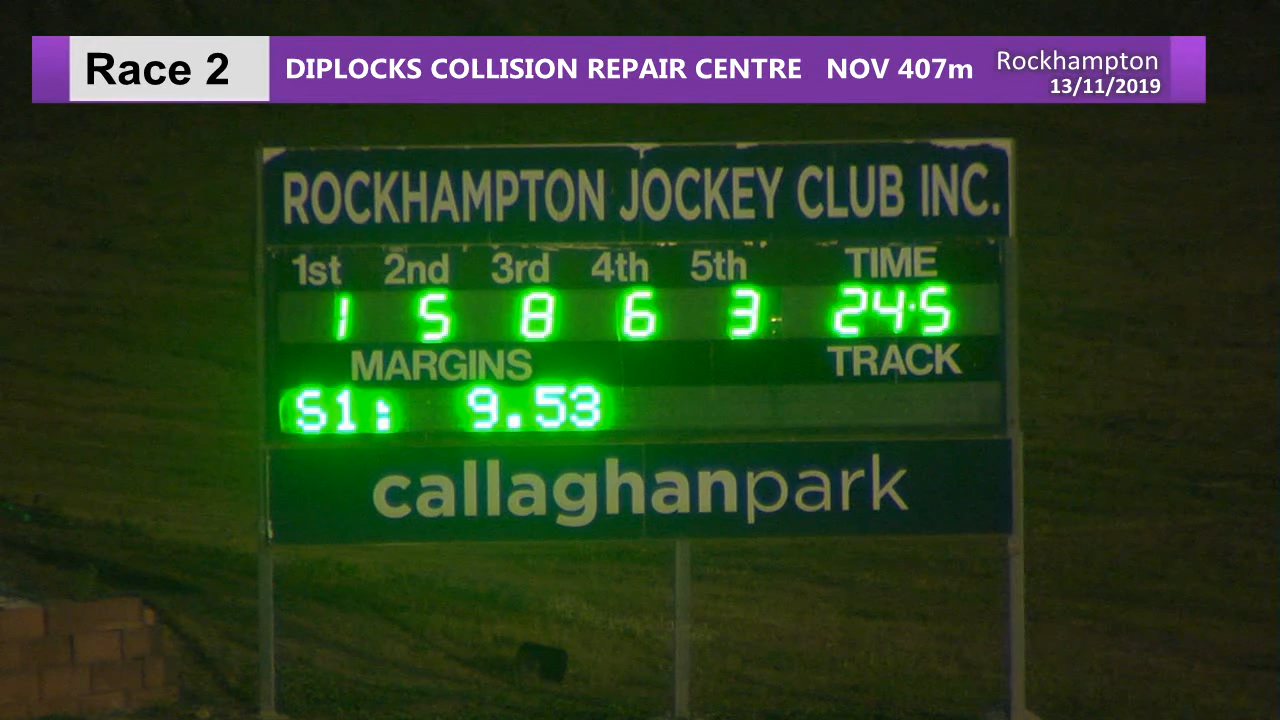 Race 2 DIPLOCKS COLLISION REPAIR CENTRE NOV 407m Rockhampton
13/11/2019
ROCKHAMPTON JOCKEY CLUB INC.
1st 2nd 3rd 4th 5th TIME
1 5 8 6 3 24.5
MARGINS TRACK
S1: 9.53
callaghanpark